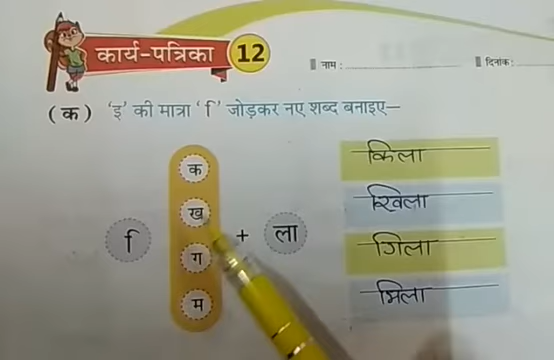 कार्य-पत्रिका 12
नाम :
दिनांक:
(क) 'इ' की मात्रा 'ि' जोड़कर नए शब्द बनाइए—
क
किला
ख
खिला
ि + ला
ग
गिला
म
मिला